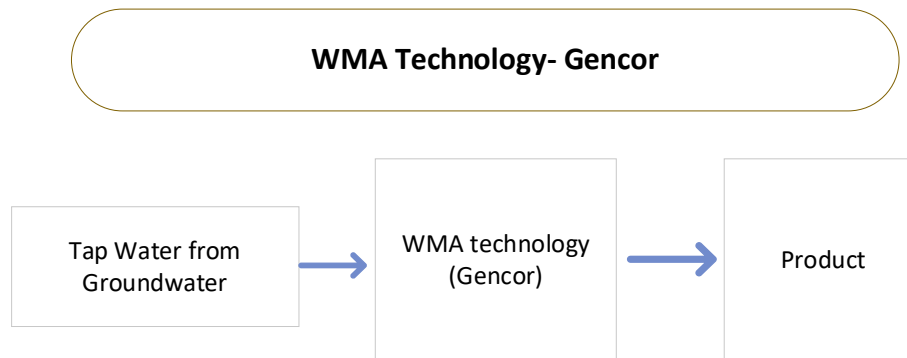 WMA Technology- Gencor
Tap Water from
Groundwater
WMA technology
(Gencor)
Product